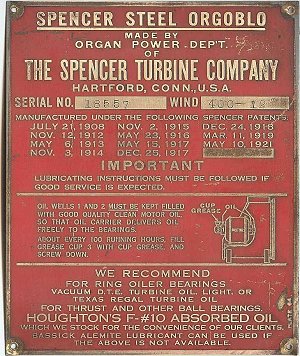 SPENCER STEEL ORGOBLO
MADE BY
ORGAN POWER. DEPT.
OF
THE SPENCER TURBINE COMPANY
HARTFORD, CONN., U.S.A.
SERIAL NO. 18557 WIND 400-
MANUFACTURED UNDER THE FOLLOWING SPENCER PATENTS
JULY 21, 1908 NOV. 2, 1915 DEC. 24, 1918
NOV. 12, 1912 MAY 23, 1916 MAR. 11, 1919
MAY 6, 1913 MAY 15, 1917 MAY 10, 1921
NOV. 3, 1914 DEC. 25, 1917
IMPORTANT
LUBRICATING INSTRUCTIONS MUST BE FOLLOWED IF
GOOD SERVICE IS EXPECTED.
OIL WELLS 1 AND 2 MUST BE KEPT FILLED
WITH GOOD QUALITY CLEAN MOTOR OIL,
SO THAT OIL CARRIER DELIVERS OIL
FREELY TO THE BEARINGS.
ABOUT EVERY 100 RUNNING HOURS, FILL
GREASE CUP 3 WITH CUP GREASE, AND
SCREW DOWN.
CUP
GREASE
WE RECOMMEND
FOR RING OILER BEARINGS
VACUUM D.T.E. TURBINE OIL, LIGHT, OR
TEXAS REGAL TURBINE OIL
FOR THRUST AND OTHER BALL BEARINGS.
HOUGHTON'S F-#10 ABSORBED OIL
WHICH WE STOCK FOR THE CONVENIENCE OF OUR CLIENTS.
BASSICK ALEMITE LUBRICANT CAN BE USED IF
THE ABOVE IS NOT AVAILABLE.